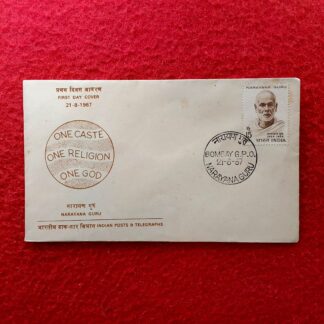 प्रथम दिवस आवरण
FIRST DAY COVER
21-8-1967
ONE CASTE
ONE RELIGION
ONE GOD
नारायण गुरु
NARAYANA GURU
भारतीय डाक-तार विभाग INDIAN POSTS & TELEGRAPHS
NARAYANA GURU
भारत INDIA
नारायण गुरु
BOMBAY G.P.O.
21-8-67
NARAYANA GURU